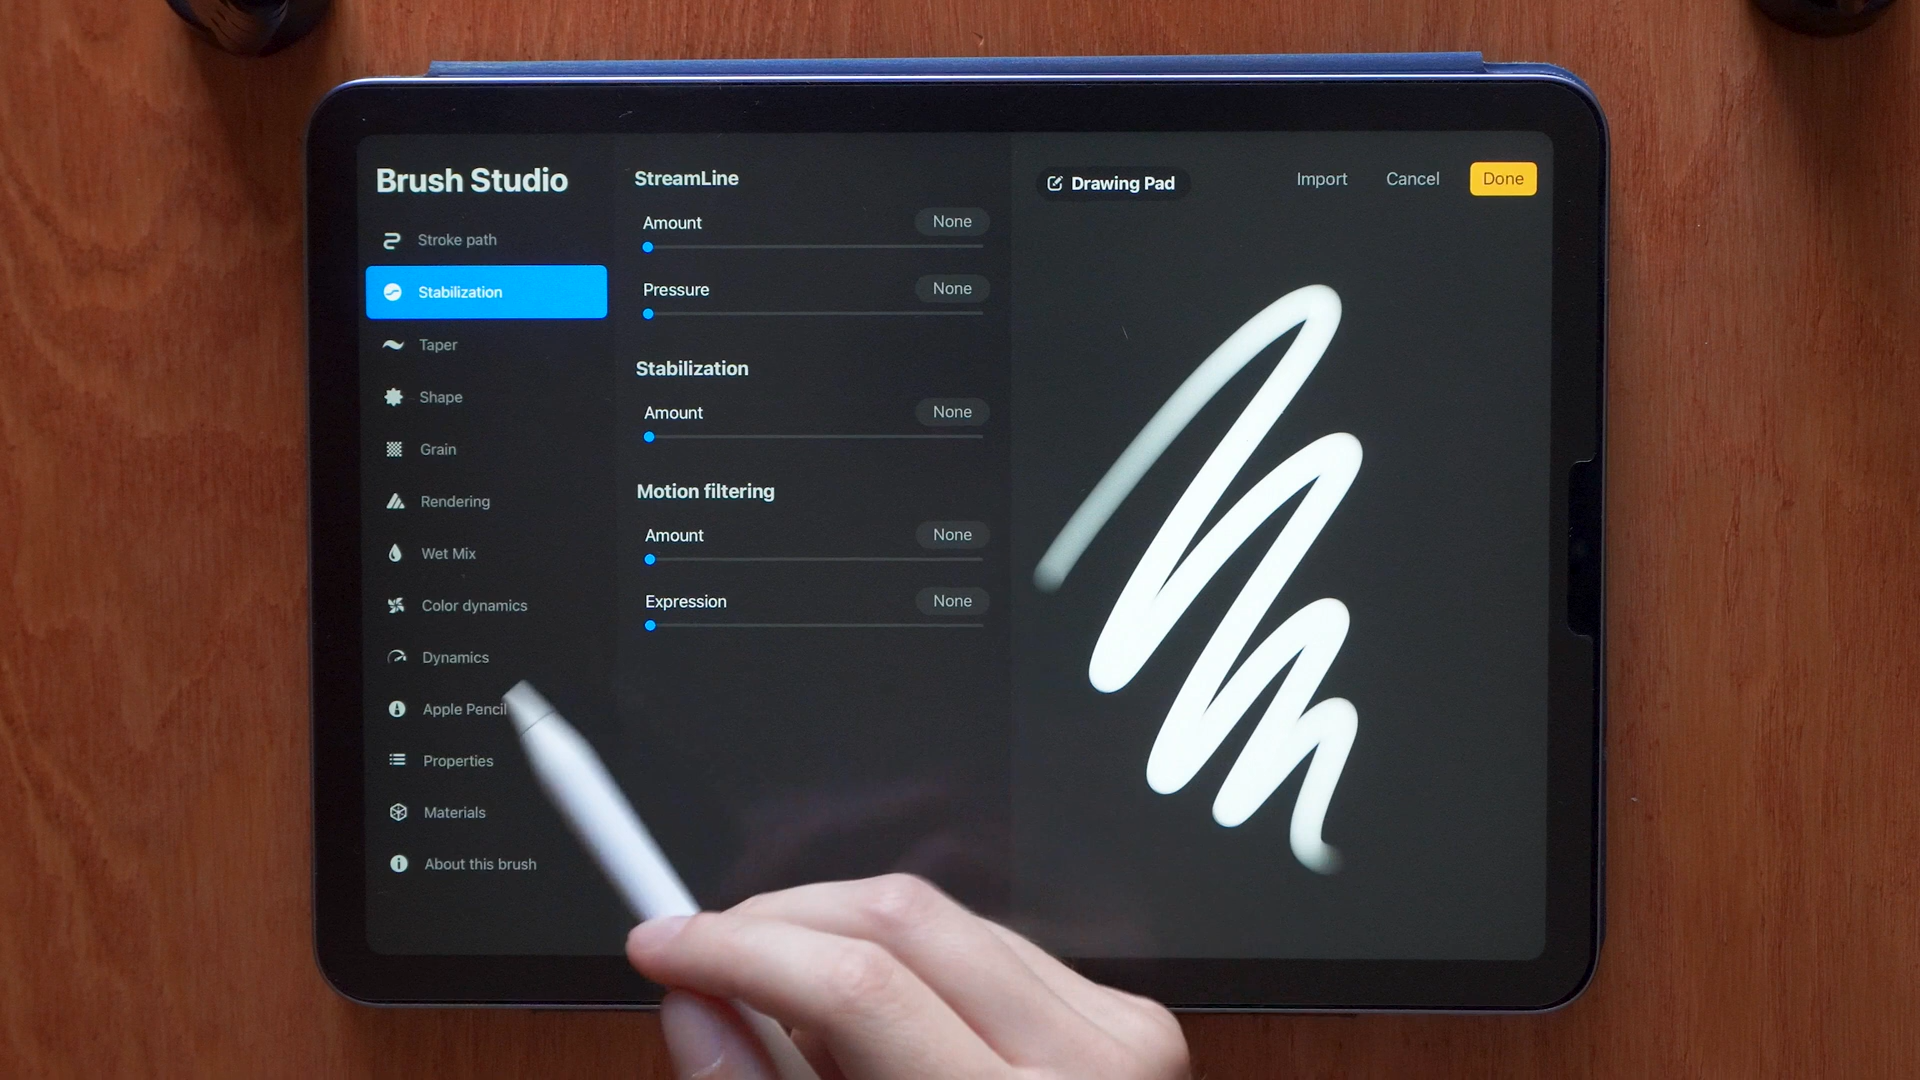 Brush Studio
Stroke path
Stabilization
Taper
Shape
Grain
Rendering
Wet Mix
Color dynamics
Dynamics
Apple Pencil
Properties
Materials
About this brush
StreamLine
Amount None
Pressure None
Stabilization
Amount None
Motion filtering
Amount None
Expression None
Drawing Pad
Import Cancel Done